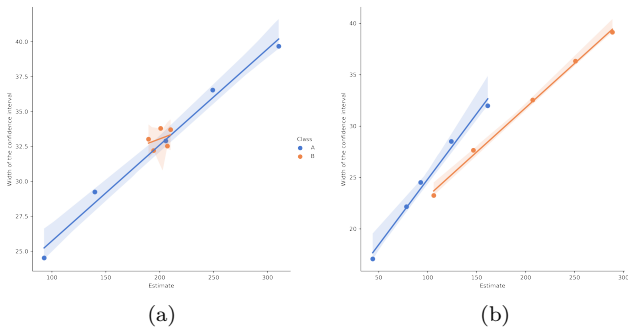 40.0
37.5
35.0
32.5
30.0
27.5
25.0
Width of the confidence interval
100 150 200 250 300
Estimate
Class
A
B
(a)
40
35
30
25
20
Width of the confidence interval
50 100 150 200 250 300
Estimate
(b)